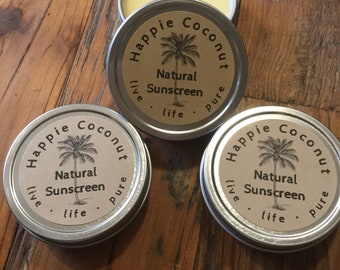 Happie Coconut
Natural
Sunscreen
live • life • pure
Happie Coconut
Natural
Sunscreen
live • life • pure
Happie Coconut
Natural
Sunscreen
live • life • pure